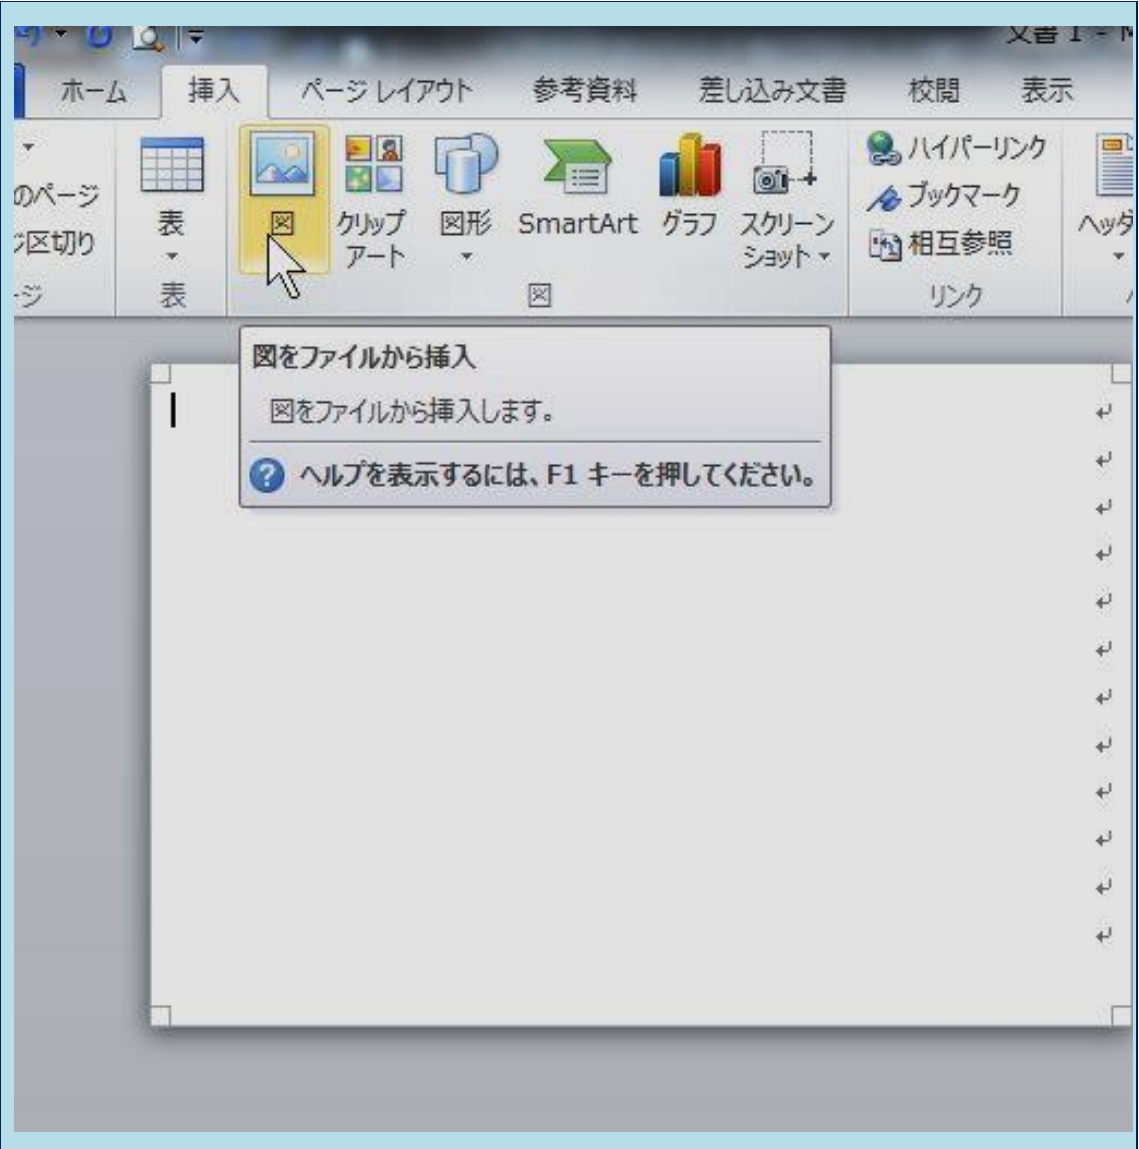 文書 1 - M
ホーム 挿入 ページ レイアウト 参考資料 差し込み文書 校閲 表示
のページ
ジ区切り
ージ
表
表
図
クリップ
アート
図形
SmartArt
グラフ
スクリーン
ショット
図
ハイパーリンク
ブックマーク
相互参照
リンク
ヘッダ
図をファイルから挿入
図をファイルから挿入します。
ヘルプを表示するには、F1 キーを押してください。